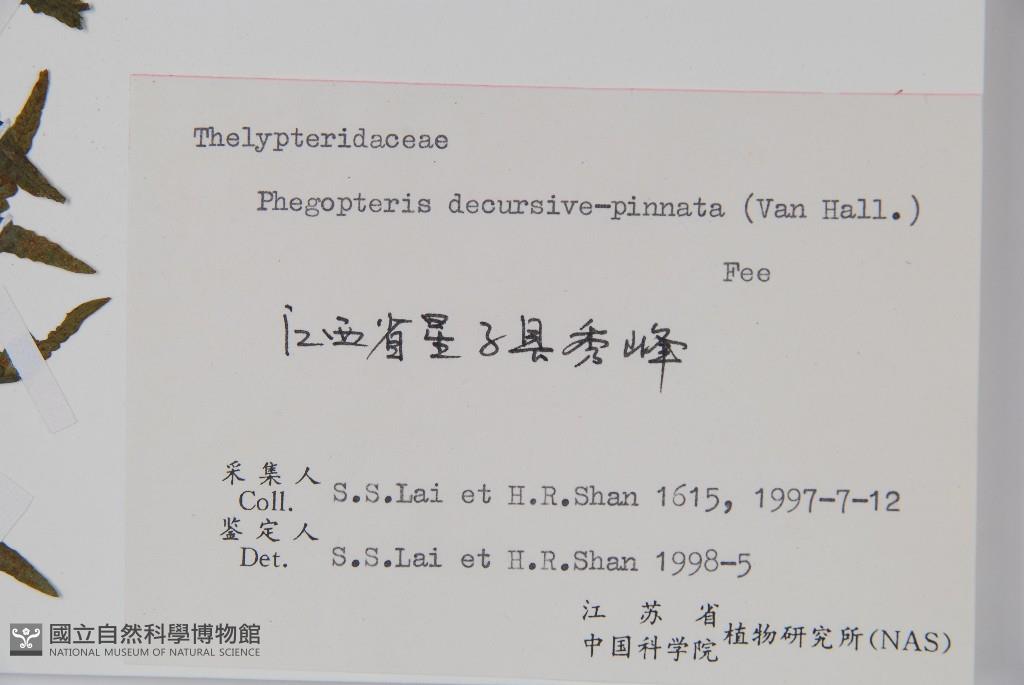 Thelypteridaceae
Phegopteris decursive-pinnata (Van Hall.)
Fee
江西省星子县秀峰
采集人
Coll. S.S.Lai et H.R.Shan 1615, 1997-7-12
鉴定人
Det. S.S.Lai et H.R.Shan 1998-5
江苏省
中国科学院植物研究所(NAS)
國立自然科學博物館
NATIONAL MUSEUM OF NATURAL SCIENCE